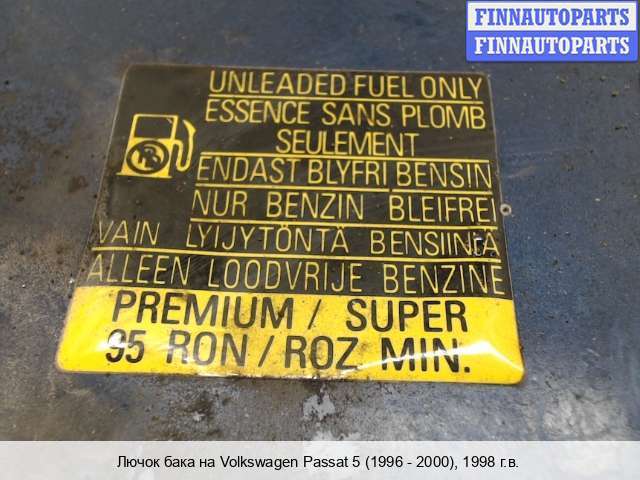 FINNAUTOPARTS
FINNAUTOPARTS
UNLEADED FUEL ONLY
ESSENCE SANS PLOMB
SEULEMENT
ENDAST BLYFRI BENSIN
NUR BENZIN BLEIFREI
VAIN LYIJYTÖNTÄ BENSIINIÄ
ALLEEN LOODVRIJE BENZINE
PREMIUM / SUPER
95 RON / ROZ MIN.
Лючок бака на Volkswagen Passat 5 (1996 - 2000), 1998 г.в.